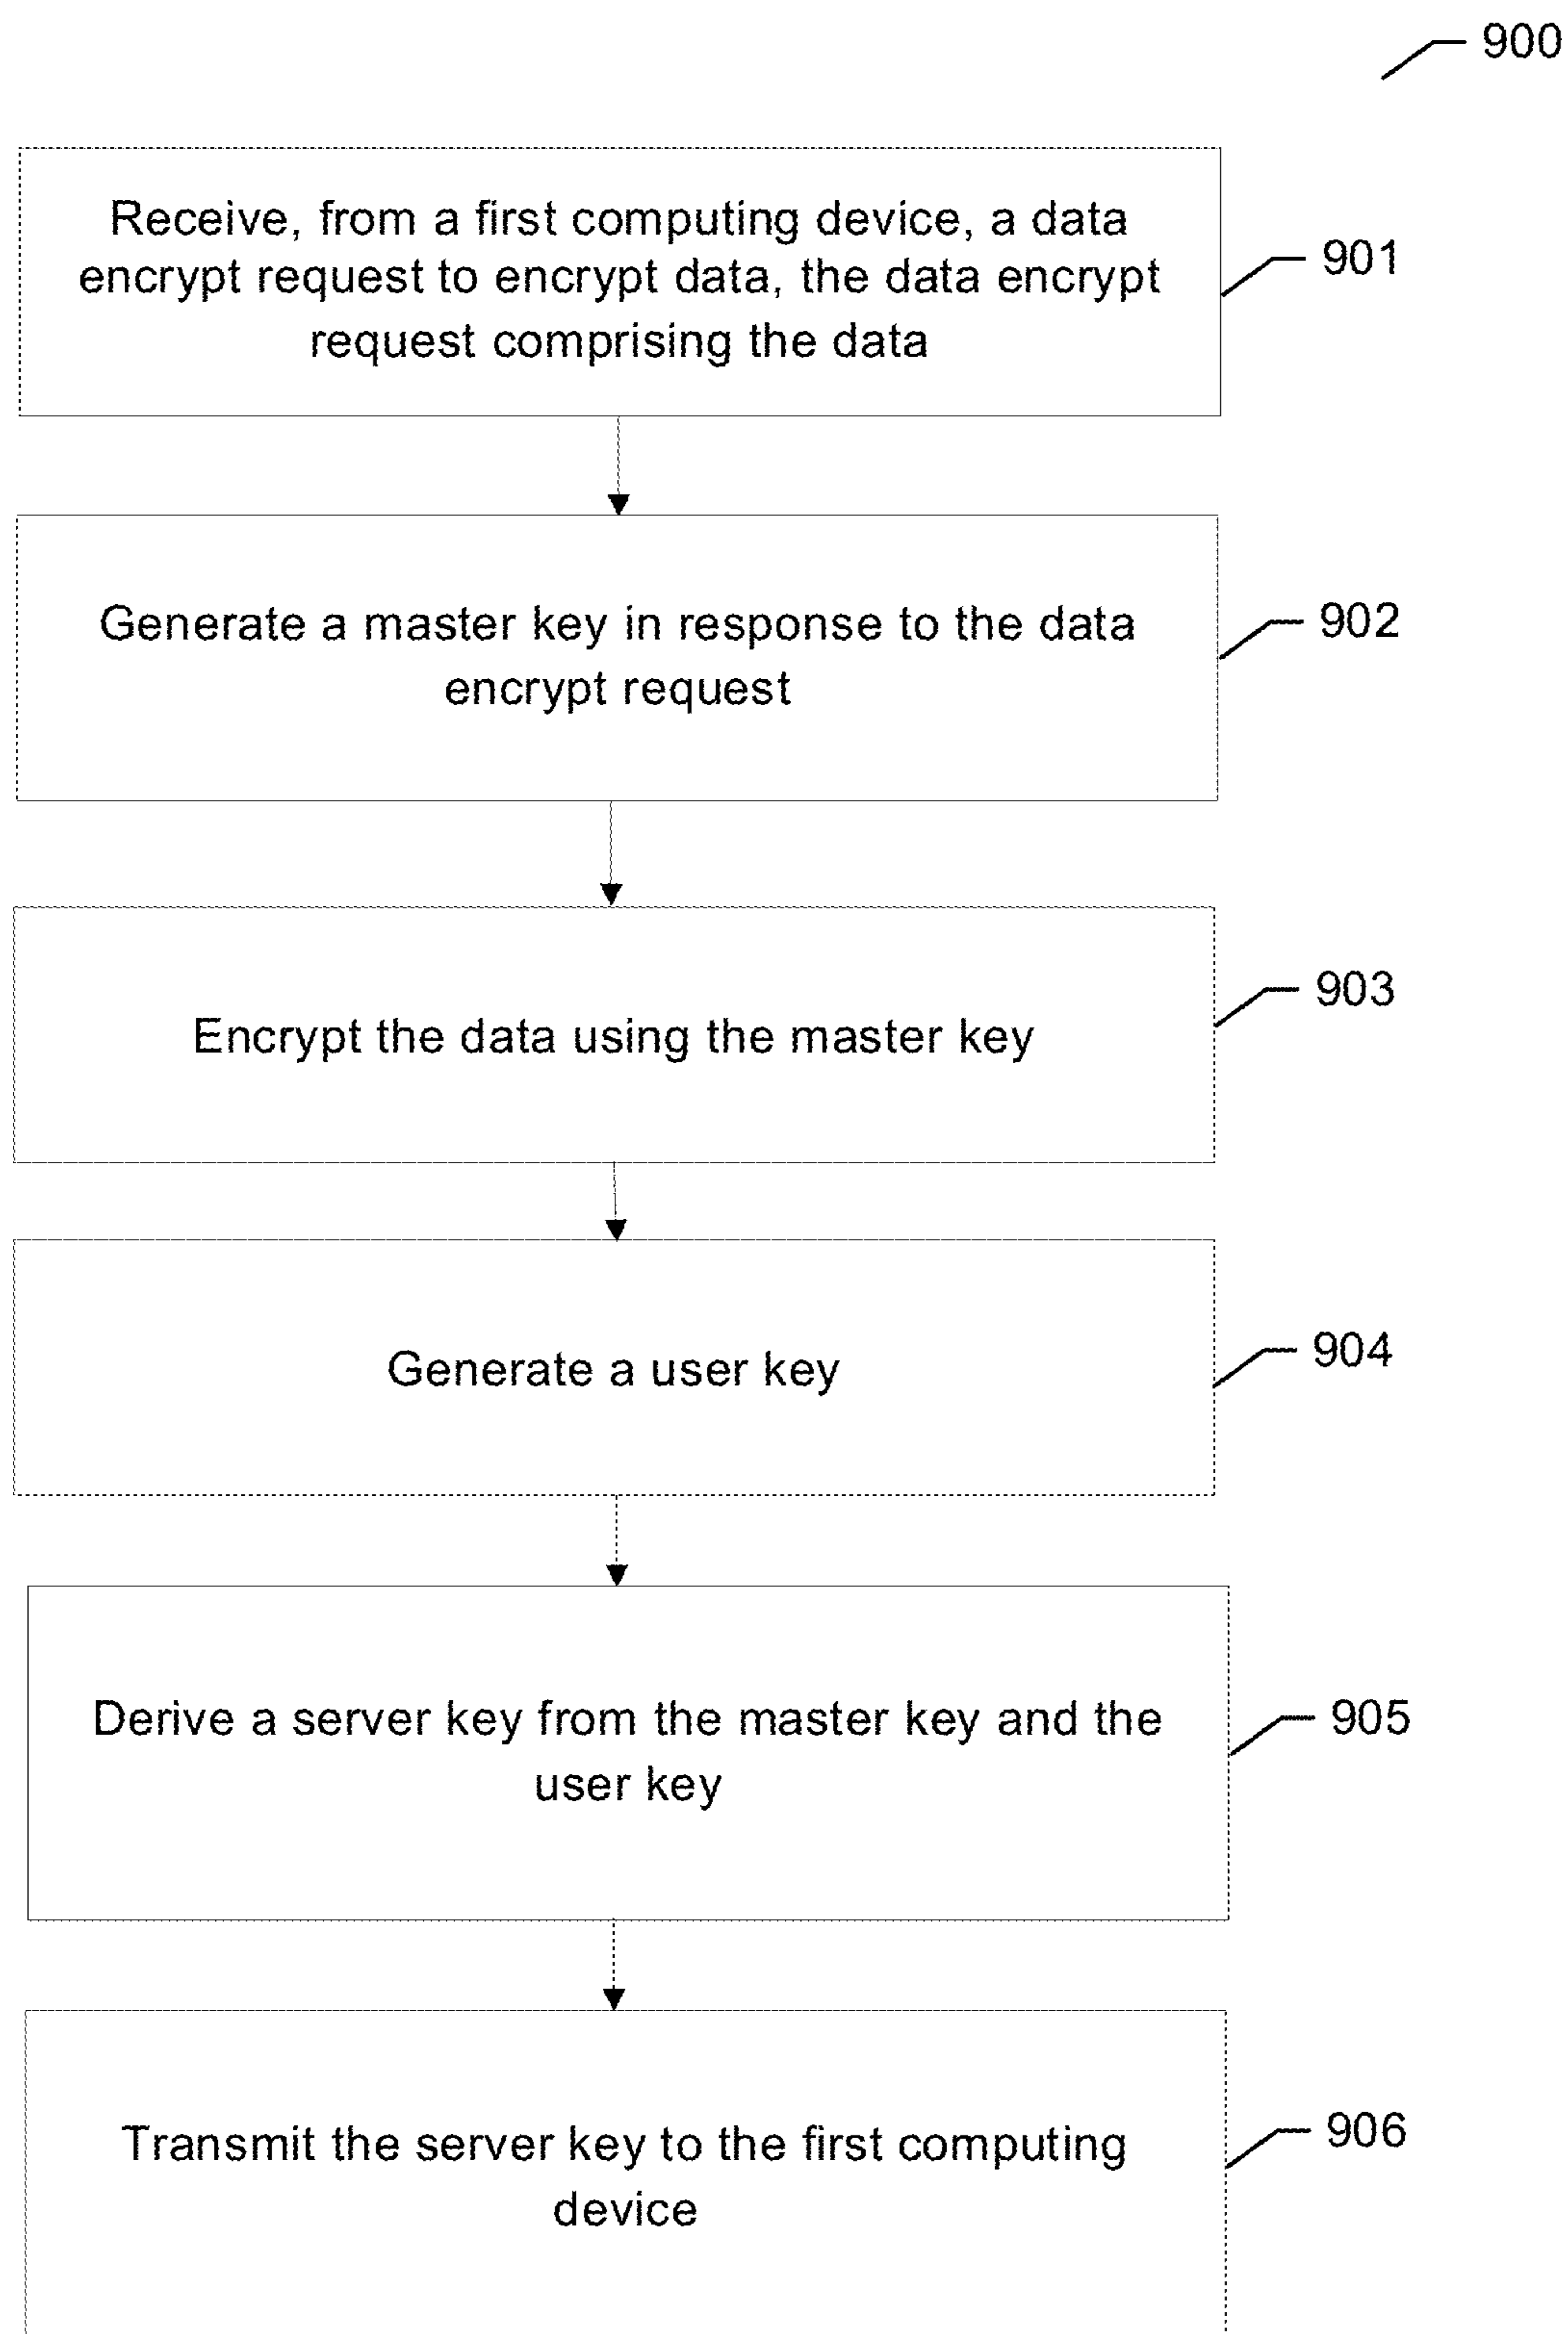 900
Receive, from a first computing device, a data
encrypt request to encrypt data, the data encrypt
request comprising the data
901
Generate a master key in response to the data
encrypt request
902
Encrypt the data using the master key
903
Generate a user key
904
Derive a server key from the master key and the
user key
905
Transmit the server key to the first computing
device
906